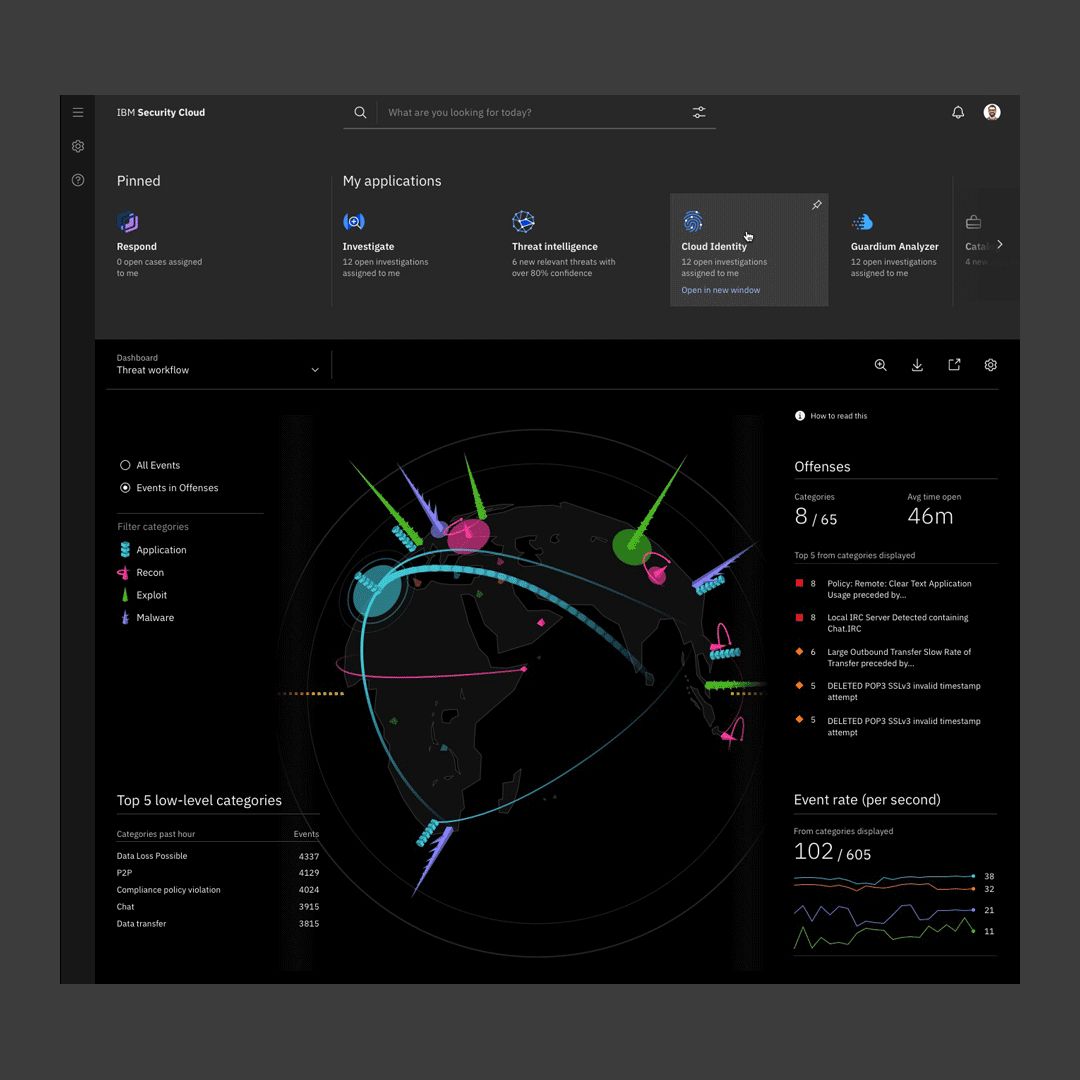 IBM Security Cloud
What are you looking for today?
Pinned
My applications
Respond
0 open cases assigned
to me
Investigate
12 open investigations
assigned to me
Threat intelligence
6 new relevant threats with
over 80% confidence
Cloud Identity
12 open investigations
assigned to me
Open in new window
Guardium Analyzer
12 open investigations
assigned to me
4 new
Dashboard
Threat workflow
How to read this
All Events
Events in Offenses
Filter categories
Application
Recon
Exploit
Malware
Offenses
Categories
8 / 65
Avg time open
46m
Top 5 from categories displayed
8 Policy: Remote: Clear Text Application
Usage preceded by...
8 Local IRC Server Detected containing
Chat.IRC
6 Large Outbound Transfer Slow Rate of
Transfer preceded by...
5 DELETED POP3 SSLv3 invalid timestamp
attempt
5 DELETED POP3 SSLv3 invalid timestamp
attempt
Top 5 low-level categories
Categories past hour Events
Data Loss Possible 4337
P2P 4129
Compliance policy violation 4024
Chat 3915
Data transfer 3815
Event rate (per second)
From categories displayed
102 / 605
38
32
21
11